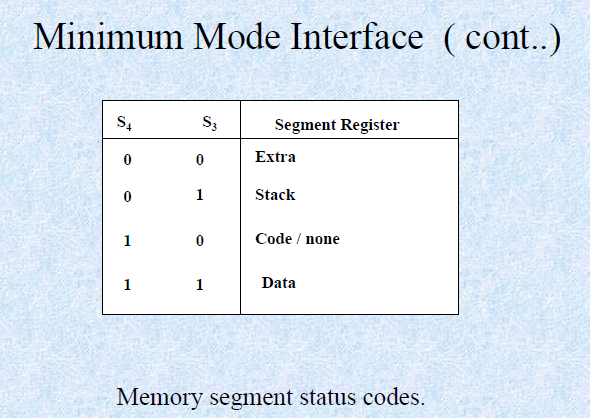 Minimum Mode Interface ( cont..)
S4 S3 Segment Register
0 0 Extra
0 1 Stack
1 0 Code / none
1 1 Data
Memory segment status codes.